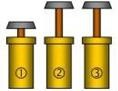 ① ② ③